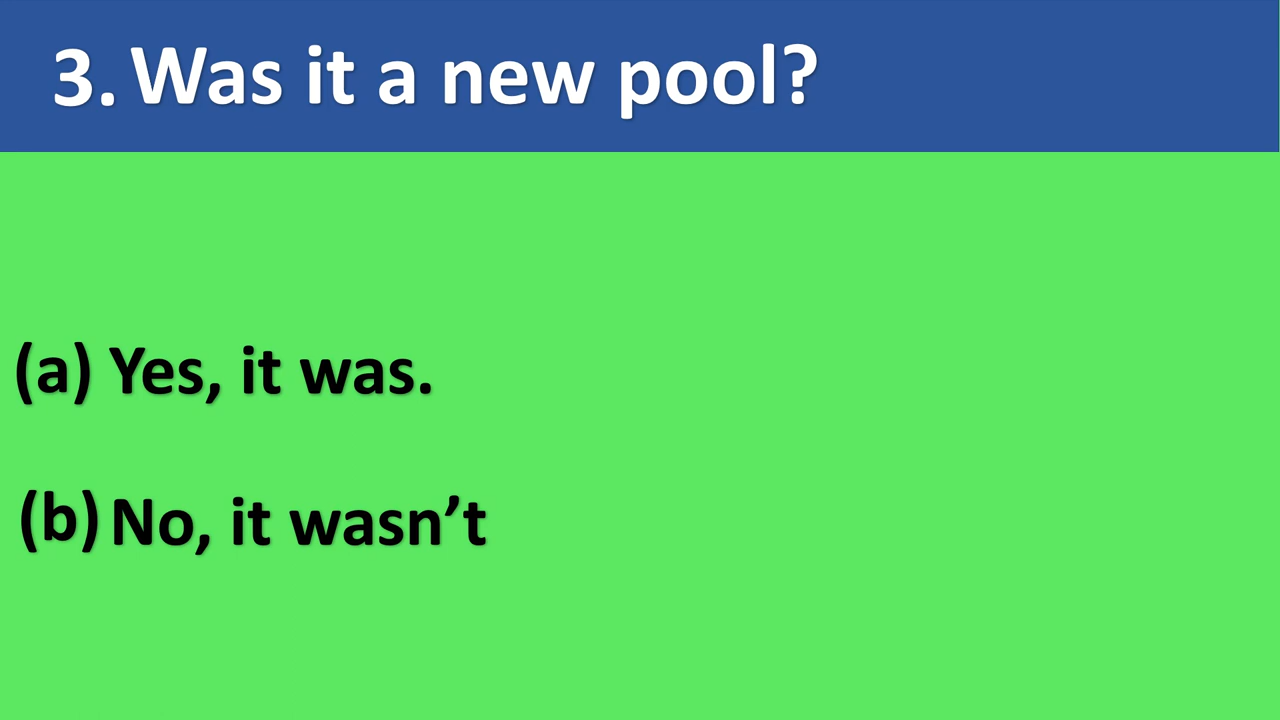 3. Was it a new pool?
(a) Yes, it was.
(b) No, it wasn’t